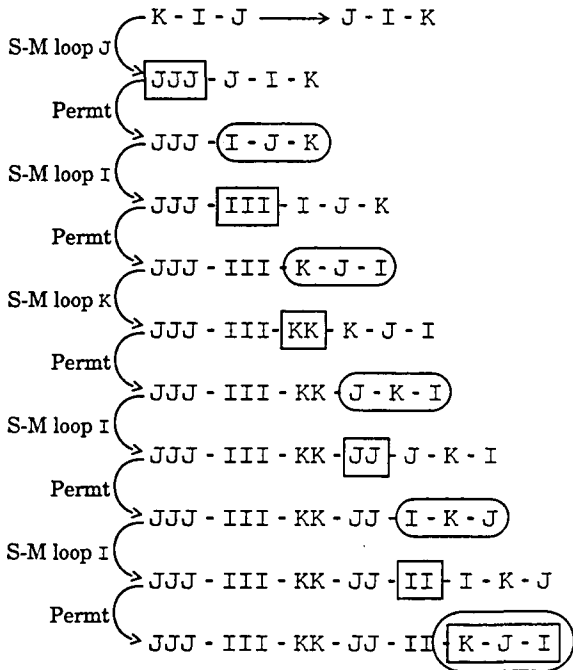 K - I - J ⟶ J - I - K
S-M loop J
JJJ - J - I - K
Permt
JJJ - I - J - K
S-M loop I
JJJ - III - I - J - K
Permt
JJJ - III - K - J - I
S-M loop K
JJJ - III - KK - K - J - I
Permt
JJJ - III - KK - J - K - I
S-M loop I
JJJ - III - KK - JJ - J - K - I
Permt
JJJ - III - KK - JJ - I - K - J
S-M loop I
JJJ - III - KK - JJ - II - I - K - J
Permt
JJJ - III - KK - JJ - II - K - J - I